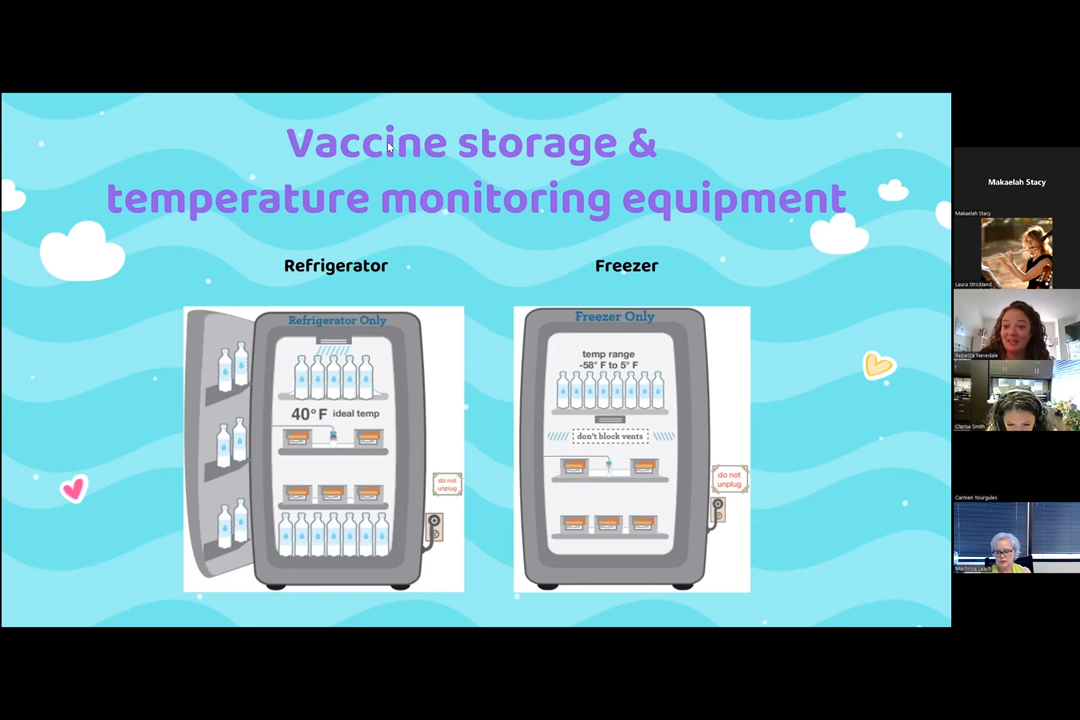 Vaccine storage &
temperature monitoring equipment
Refrigerator
Freezer
Refrigerator Only
40°F ideal temp
do not
unplug
Freezer Only
temp range
-58° F to 5° F
don't block vents
do not
unplug
Makaelah Stacy
Makaelah Stacy
Laura Strickland
Rebecca Nevedale
Clarisa Smith
Carmen Yourgules
Leach